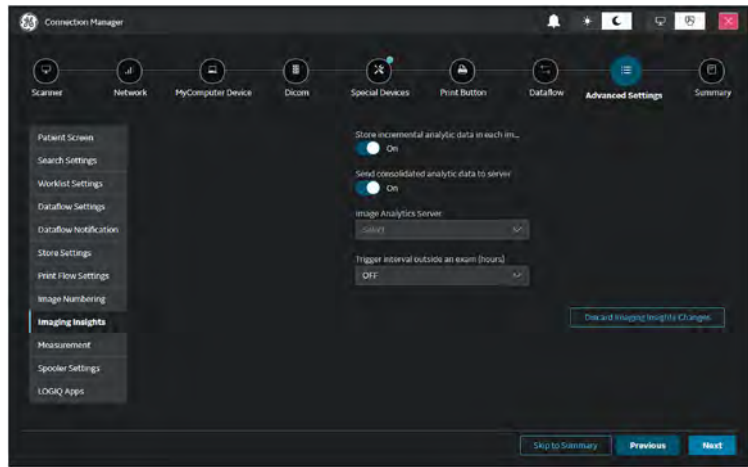 Connection Manager
Scanner
Network
MyComputer Device
Dicom
Special Devices
Print Button
Dataflow
Advanced Settings
Summary
Patient Screen
Search Settings
Worklist Settings
Dataflow Settings
Dataflow Notification
Store Settings
Print Flow Settings
Image Numbering
Imaging Insights
Measurement
Spooler Settings
LOGIQ Apps
Store incremental analytic data in each im...
On
Send consolidated analytic data to server
On
Image Analytics Server
Select
Trigger interval outside an exam (hours)
OFF
Discard Imaging Insights Changes
Skip to Summary
Previous
Next